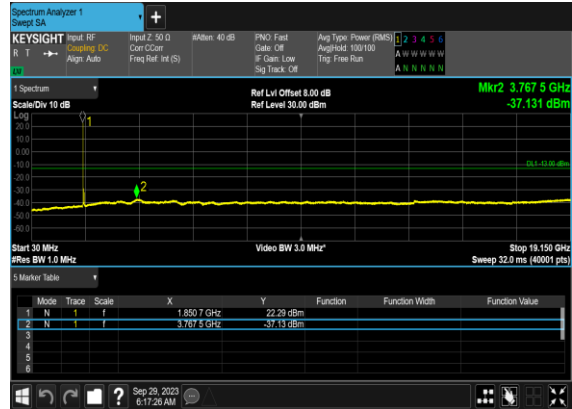 Spectrum Analyzer 1
Swept SA
+
KEYSIGHT Input: RF Input Z: 50 Ω #Atten: 40 dB PNO: Fast Avg Type: Power (RMS) 1 2 3 4 5 6
R T Coupling: DC Corr CCorr Gate: Off Avg|Hold: 100/100 A W W W W W
Align: Auto Freq Ref: Int (S) IF Gain: Low Trig: Free Run
Sig Track: Off A N N N N N
1 Spectrum Ref Lvl Offset 8.00 dB Mkr2 3.767 5 GHz
Scale/Div 10 dB Ref Level 30.00 dBm -37.131 dBm
Log
20.0
10.0
0.00
-10.0
-20.0
-30.0
-40.0
-50.0
-60.0
1
2
DL1 -13.00 dBm
Start 30 MHz Video BW 3.0 MHz* Stop 19.150 GHz
#Res BW 1.0 MHz Sweep 32.0 ms (40001 pts)
5 Marker Table
Mode Trace Scale X Y Function Function Width Function Value
1 N 1 f 1.850 7 GHz 22.29 dBm
2 N 1 f 3.767 5 GHz -37.13 dBm
3
4
5
6
? Sep 29, 2023
6:17:26 AM